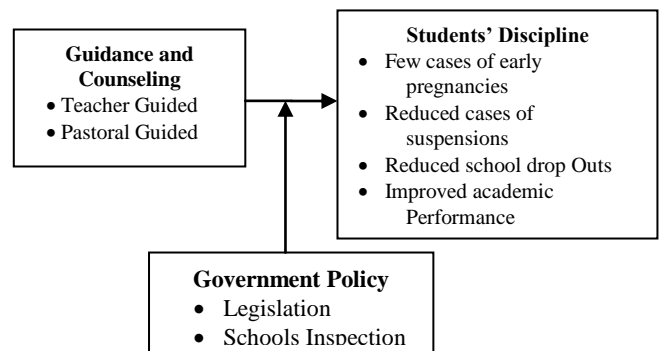 Guidance and
Counseling
• Teacher Guided
• Pastoral Guided
Students' Discipline
• Few cases of early
pregnancies
• Reduced cases of
suspensions
• Reduced school drop Outs
• Improved academic
Performance
Government Policy
• Legislation
• Schools Inspection